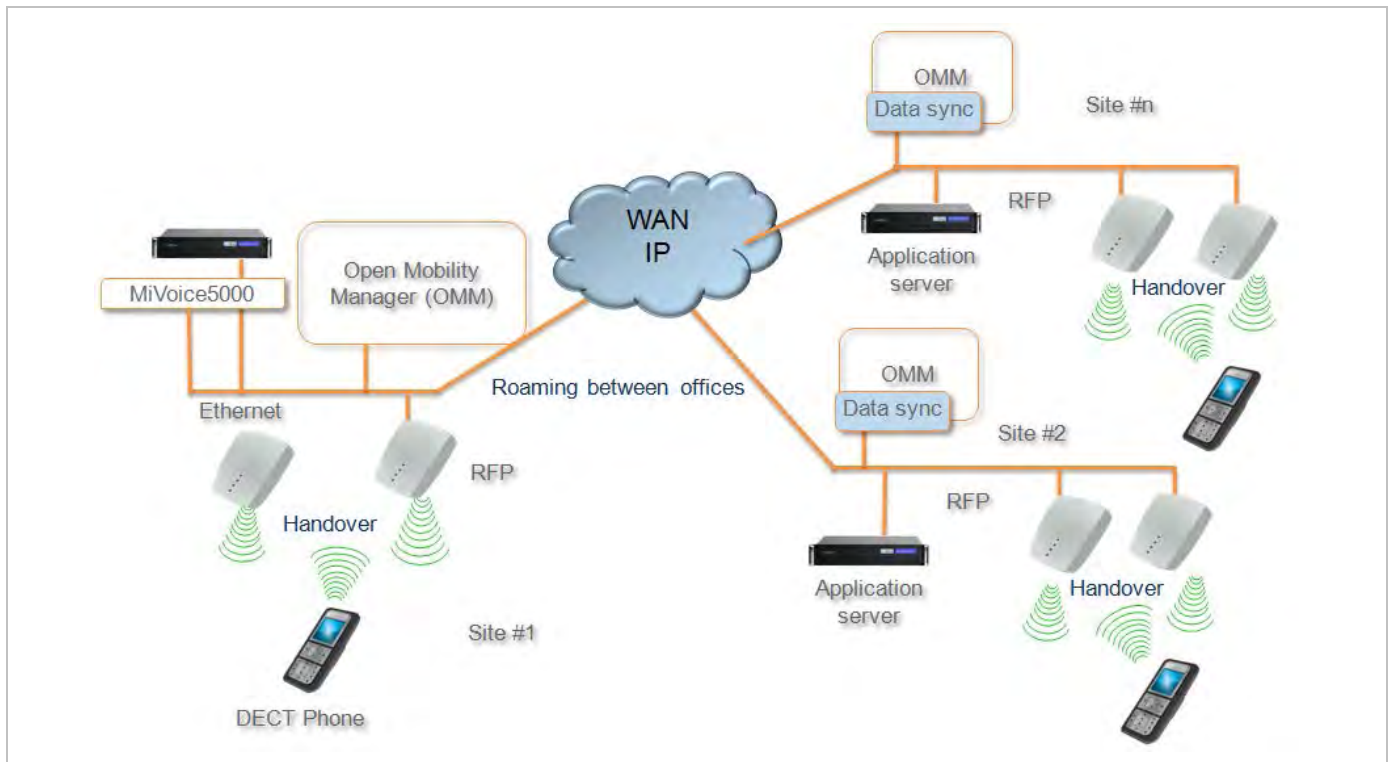 OMM
Data sync
Site #n
WAN
IP
RFP
Application
server
Handover
MiVoice5000
Open Mobility
Manager (OMM)
Roaming between offices
Ethernet
RFP
Handover
DECT Phone
Site #1
OMM
Data sync
Site #2
RFP
Application
server
Handover